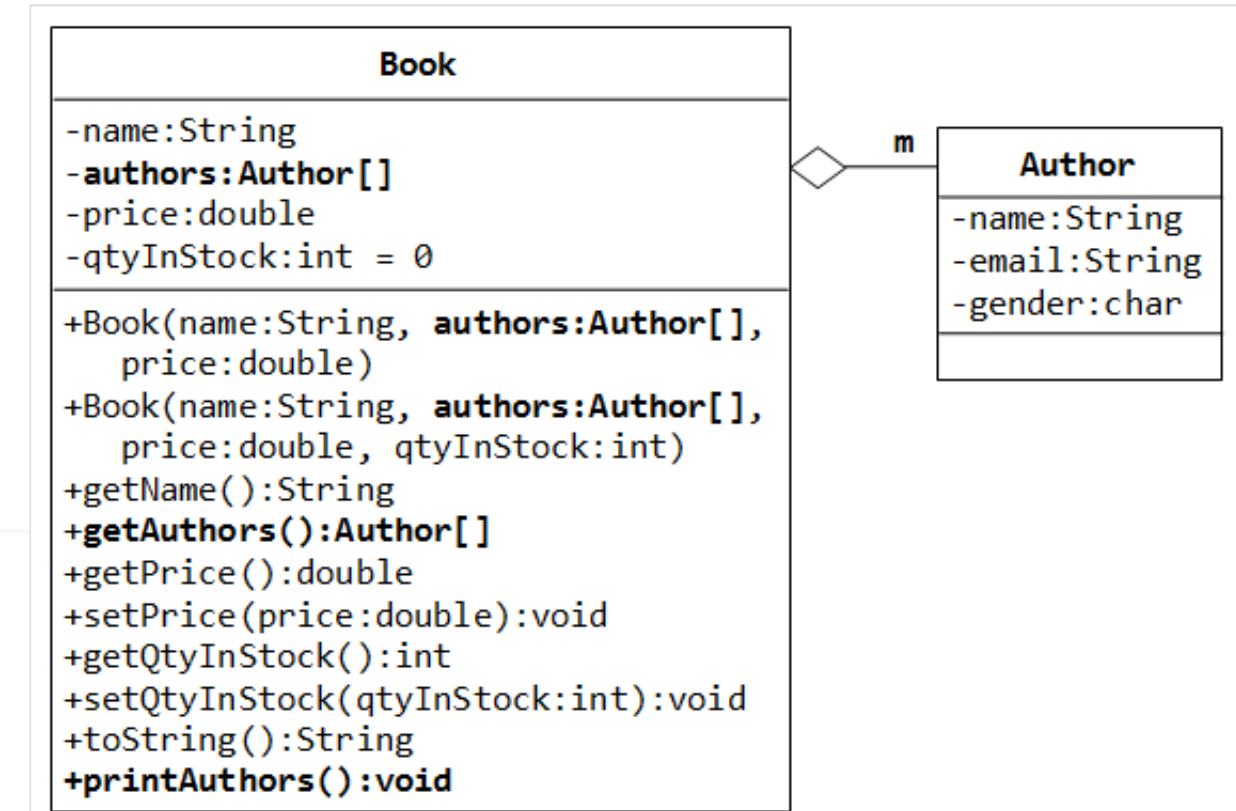 Book
-name:String
-authors:Author[]
-price:double
-qtyInStock:int = 0
+Book(name:String, authors:Author[],
price:double)
+Book(name:String, authors:Author[],
price:double, qtyInStock:int)
+getName():String
+getAuthors():Author[]
+getPrice():double
+setPrice(price:double):void
+getQtyInStock():int
+setQtyInStock(qtyInStock:int):void
+toString():String
+printAuthors():void
m
Author
-name:String
-email:String
-gender:char